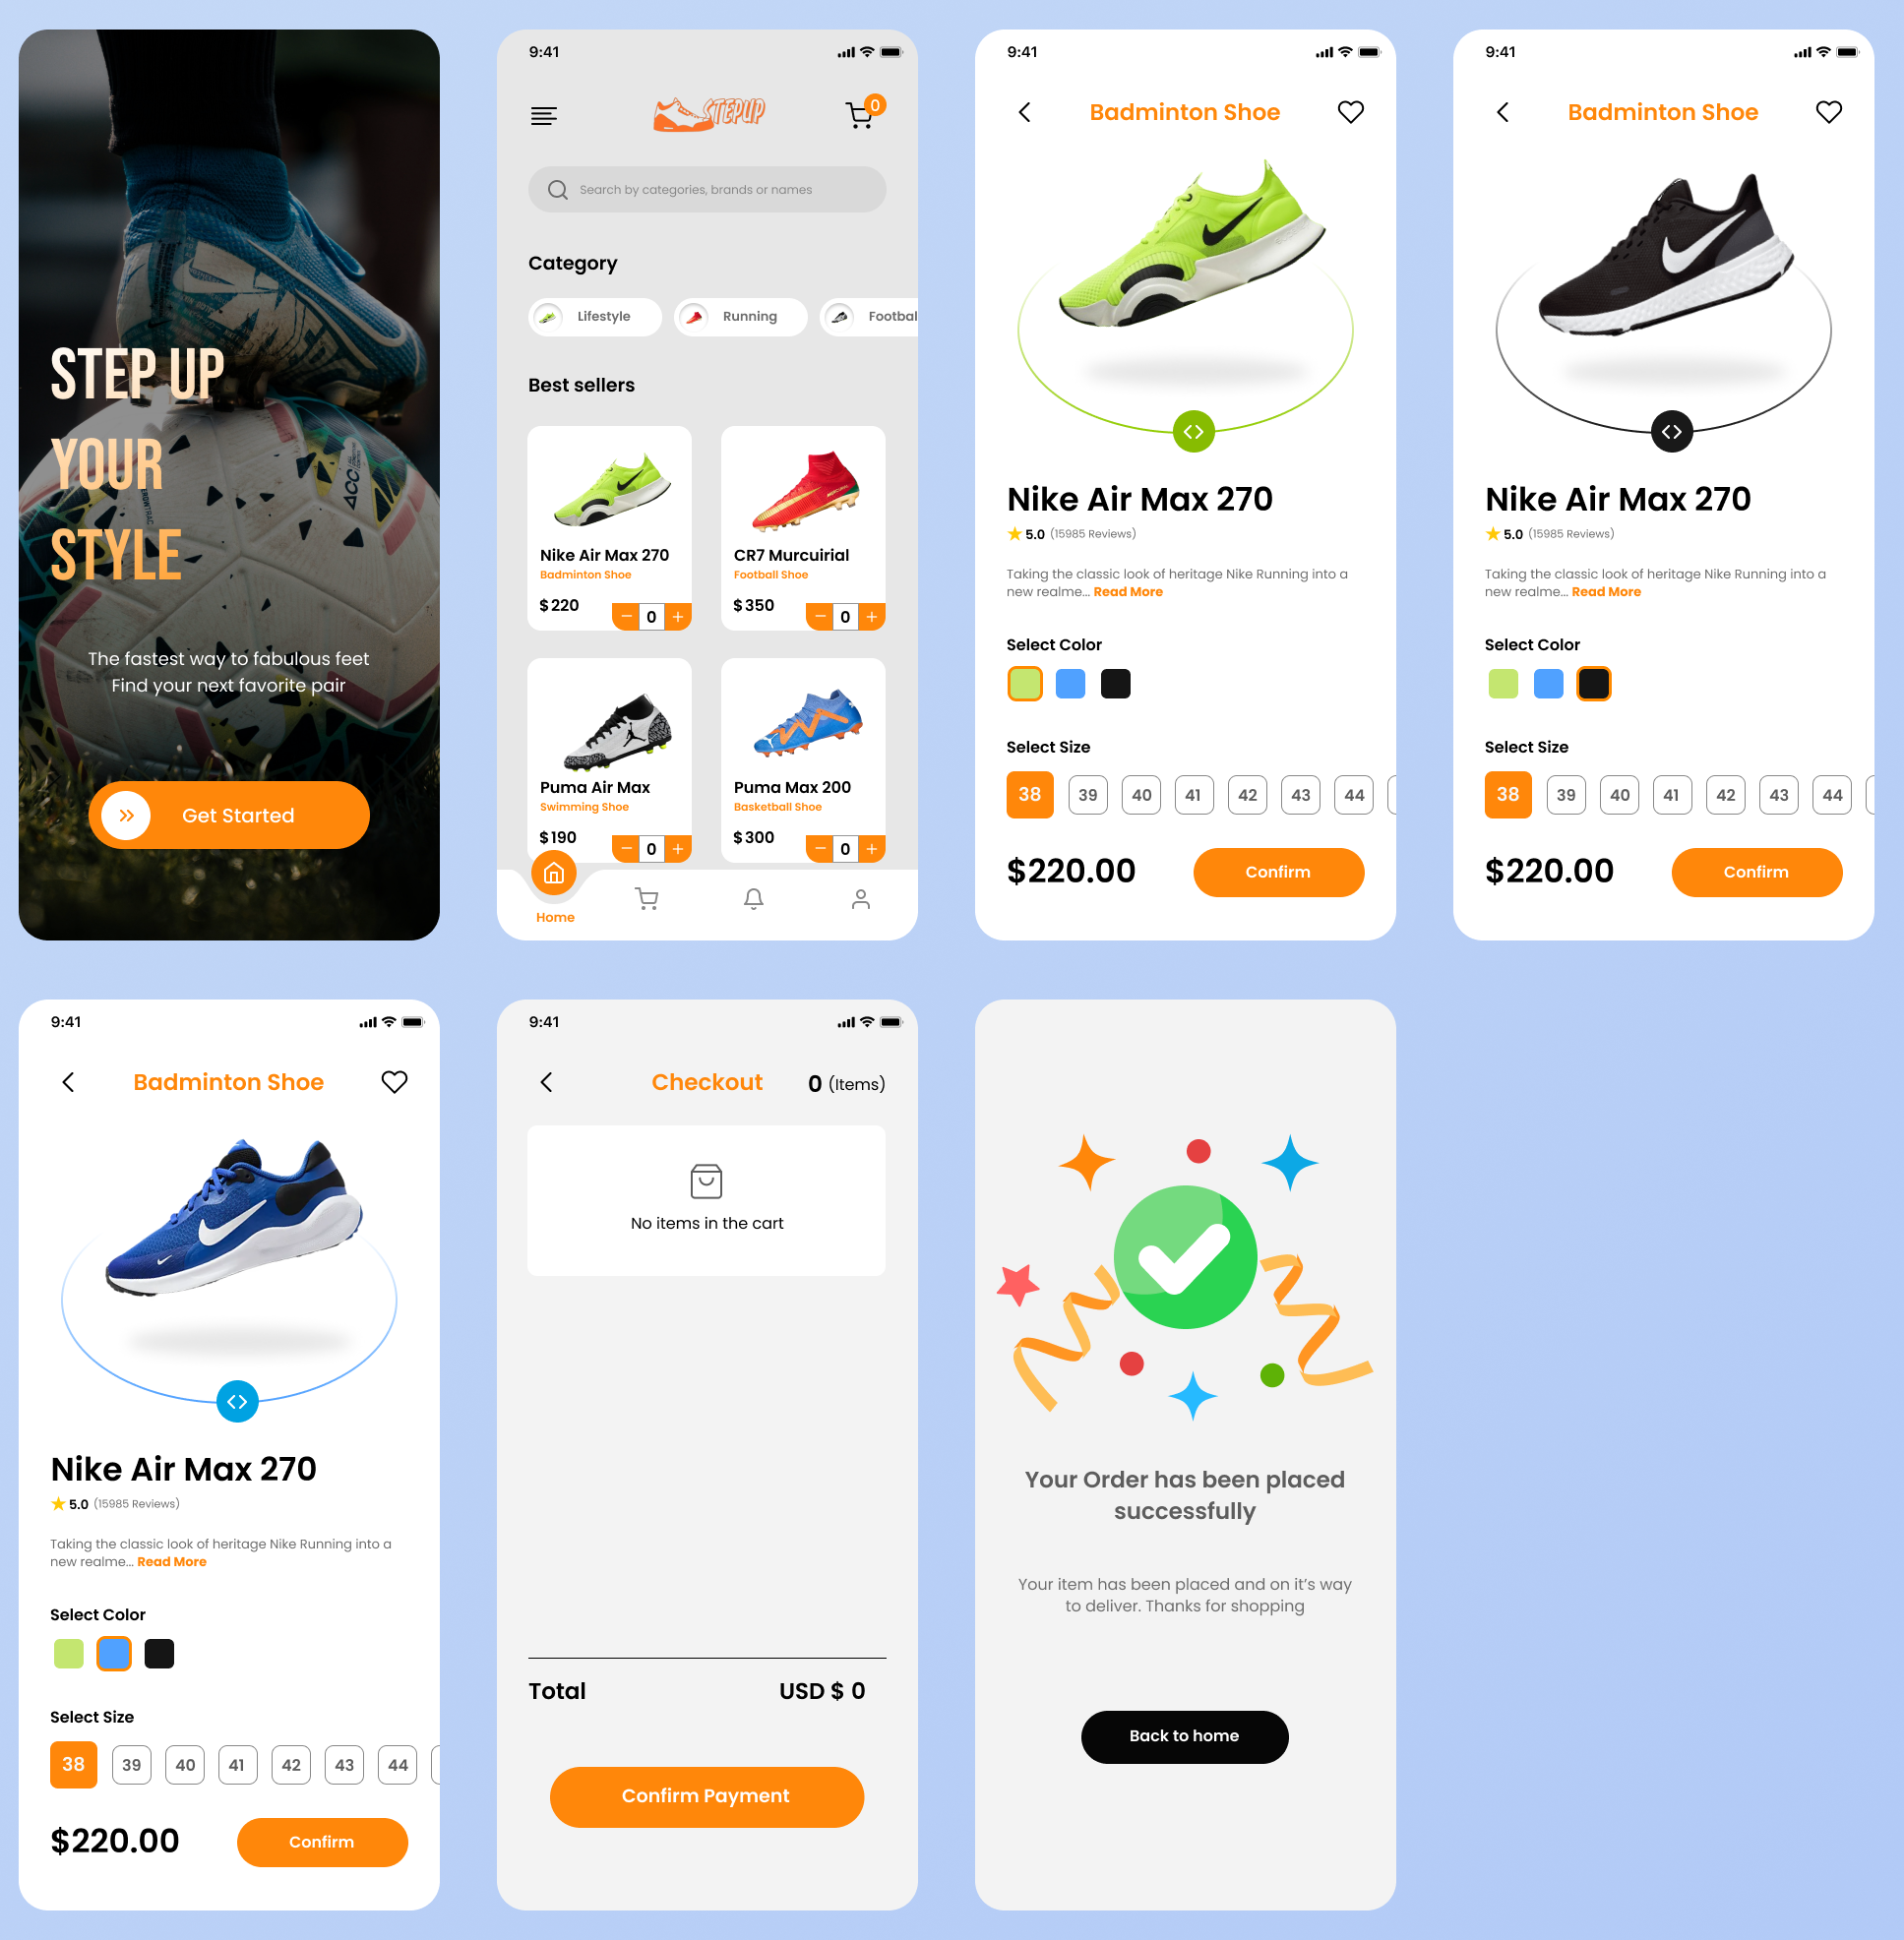 STEP UP
YOUR
STYLE
The fastest way to fabulous feet
Find your next favorite pair
Get Started
ACC
9:41
STEPUP
0
Search by categories, brands or names
Category
Lifestyle
Running
Footbal
Best sellers
Nike Air Max 270
Badminton Shoe
$220
0
CR7 Murcuirial
Football Shoe
$350
0
Puma Air Max
Swimming Shoe
$190
0
Puma Max 200
Basketball Shoe
$300
0
Home
9:41
Badminton Shoe
Nike Air Max 270
5.0 (15985 Reviews)
Taking the classic look of heritage Nike Running into a
new realme... Read More
Select Color
Select Size
38 39 40 41 42 43 44
$220.00
Confirm
9:41
Badminton Shoe
Nike Air Max 270
5.0 (15985 Reviews)
Taking the classic look of heritage Nike Running into a
new realme... Read More
Select Color
Select Size
38 39 40 41 42 43 44
$220.00
Confirm
9:41
Badminton Shoe
Nike Air Max 270
5.0 (15985 Reviews)
Taking the classic look of heritage Nike Running into a
new realme... Read More
Select Color
Select Size
38 39 40 41 42 43 44
$220.00
Confirm
9:41
Checkout
0 (Items)
No items in the cart
Total USD $ 0
Confirm Payment
Your Order has been placed
successfully
Your item has been placed and on it's way
to deliver. Thanks for shopping
Back to home